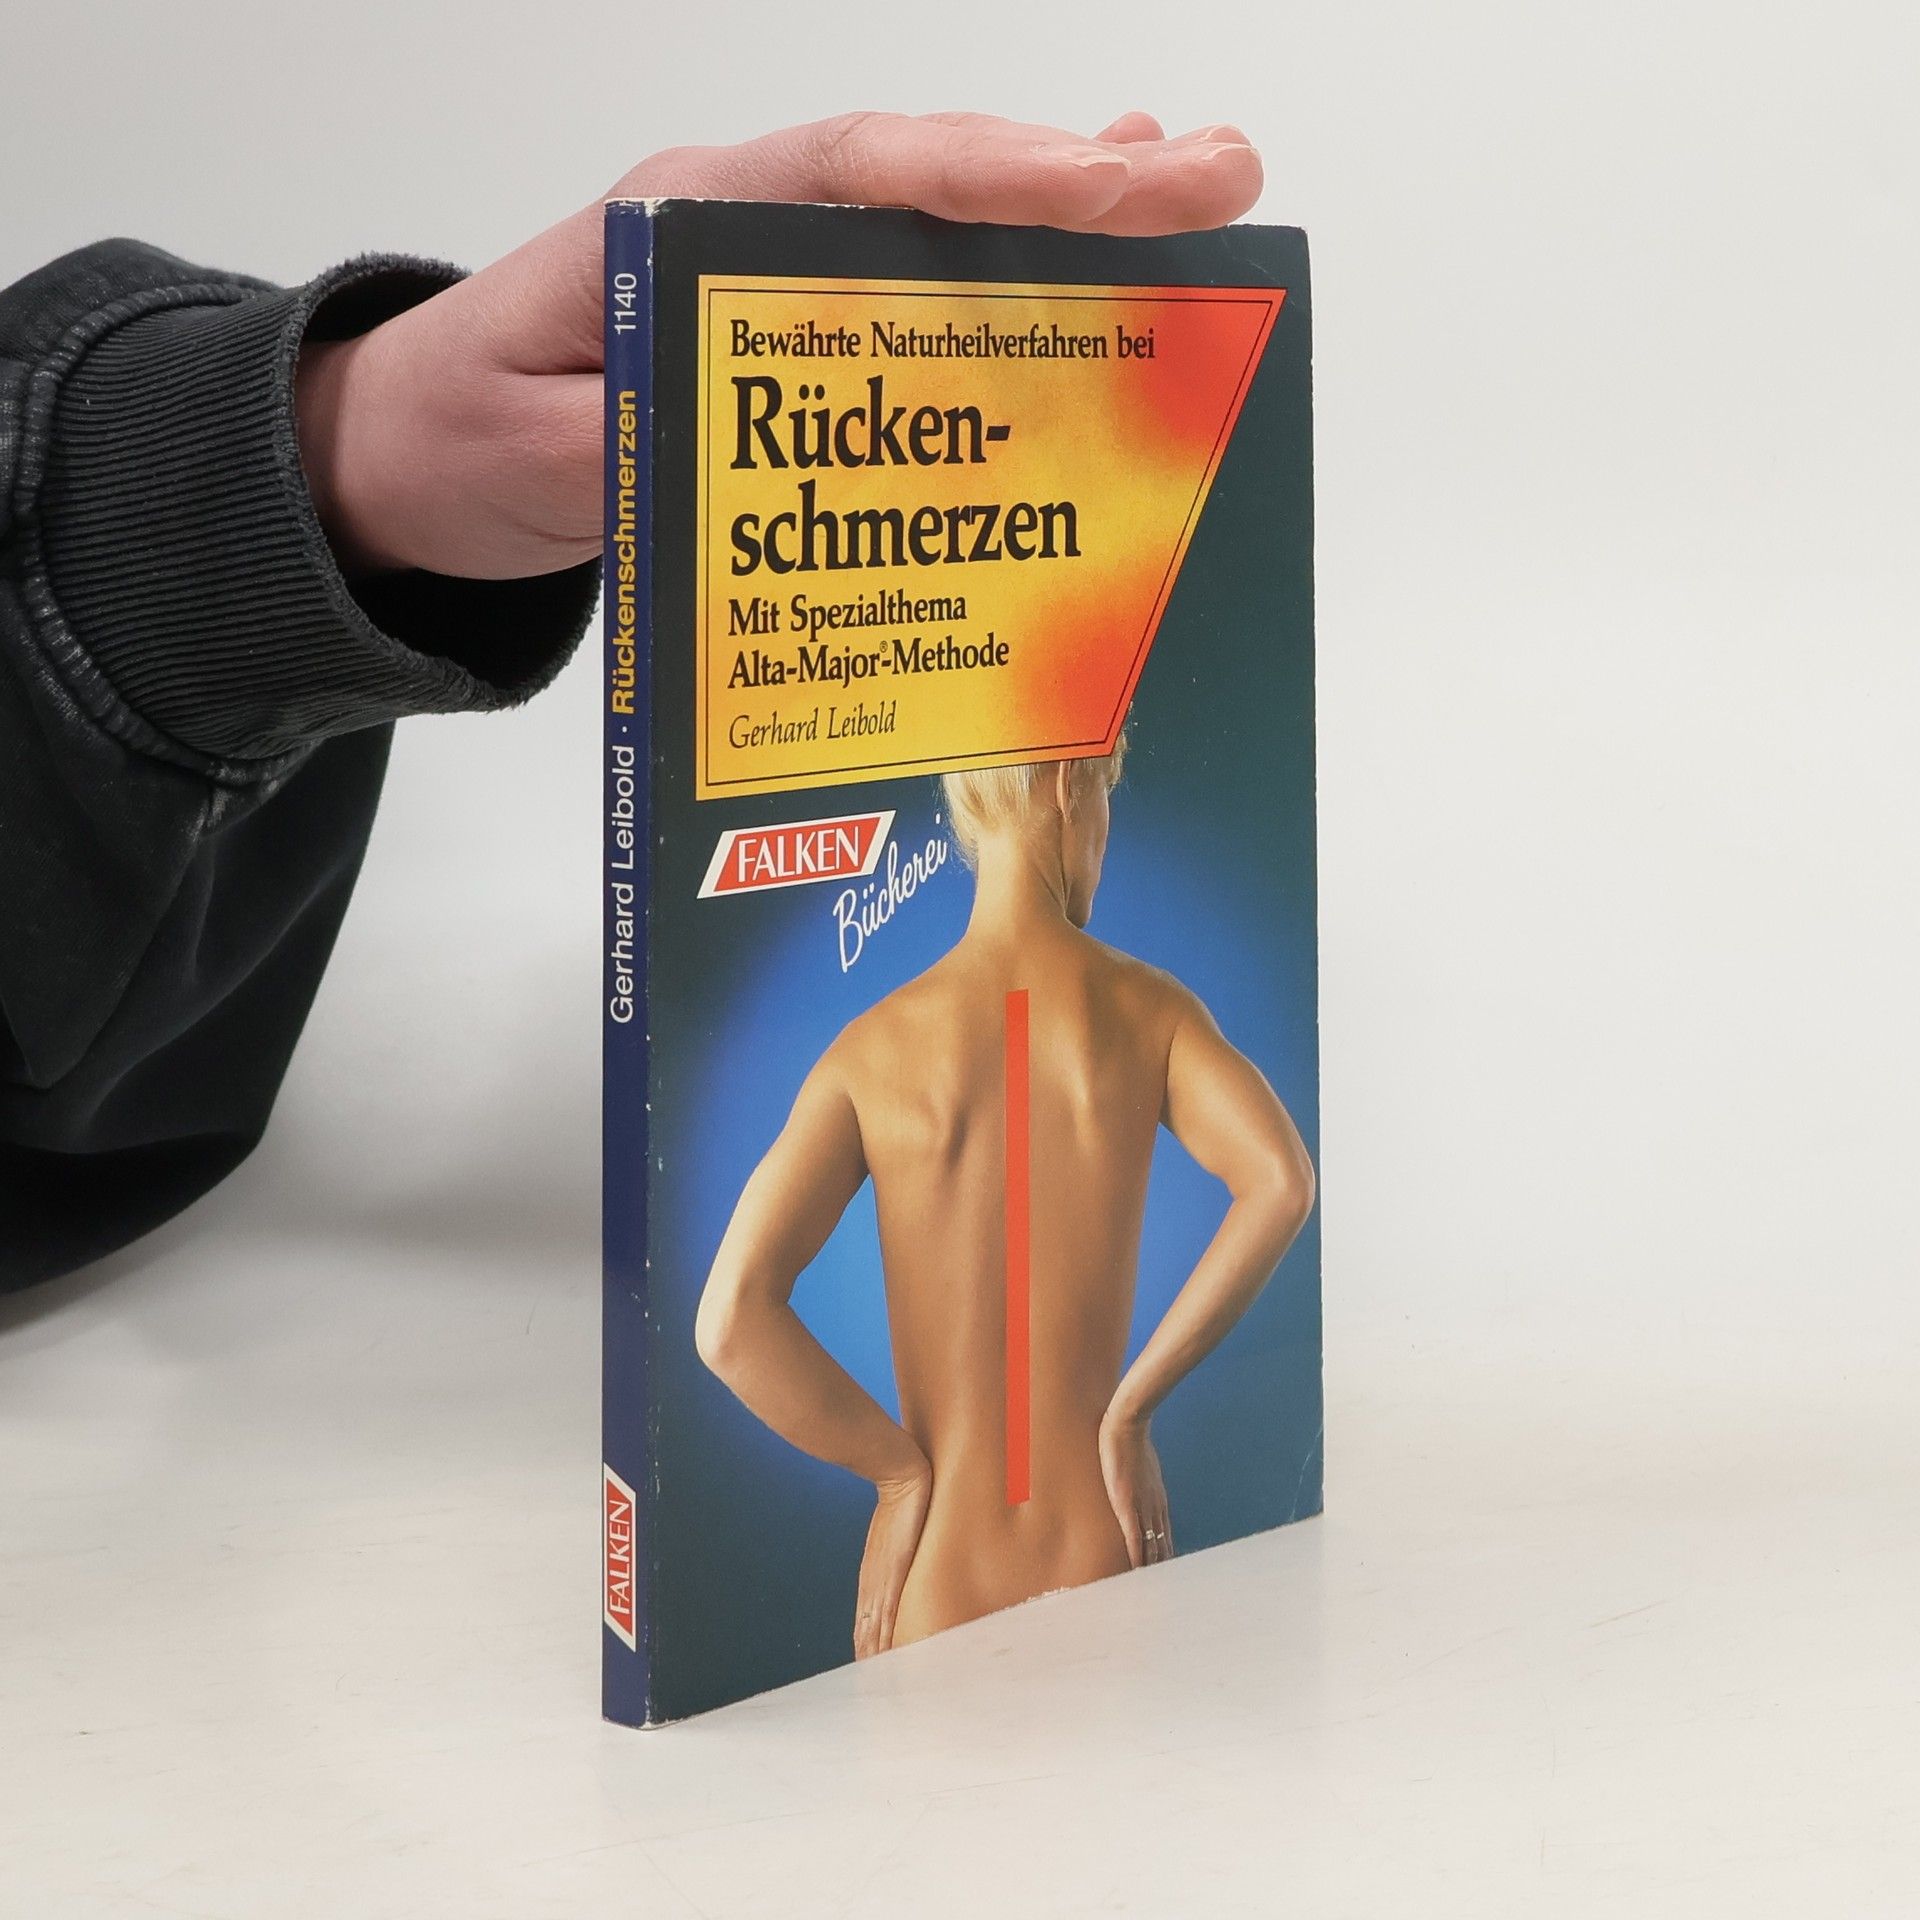 Bewährte Naturheilverfahren bei
Rücken-
schmerzen
Mit Spezialthema
Alta-Major®-Methode
Gerhard Leibold
FALKEN
Bücherei
Gerhard Leibold · Rückenschmerzen 1140
FALKEN